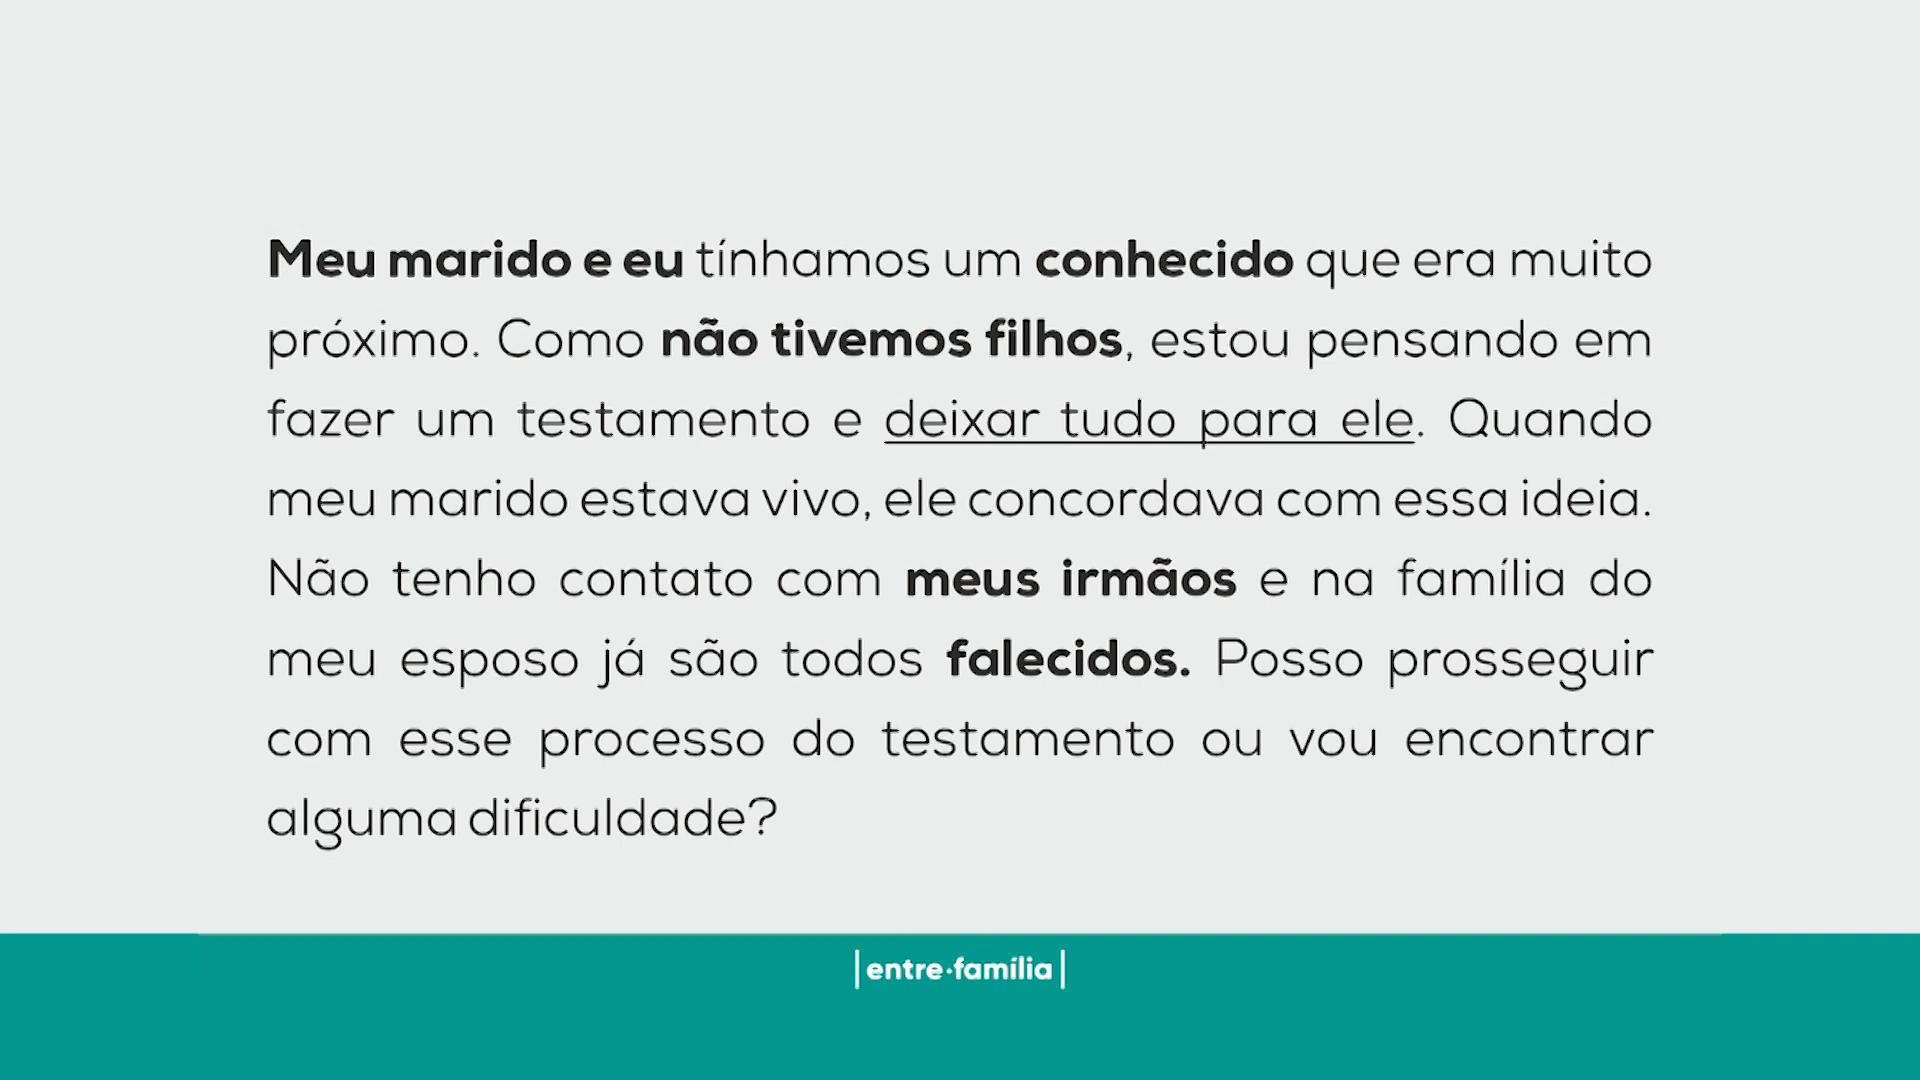 Meu marido e eu tínhamos um conhecido que era muito
próximo. Como não tivemos filhos, estou pensando em
fazer um testamento e deixar tudo para ele. Quando
meu marido estava vivo, ele concordava com essa ideia.
Não tenho contato com meus irmãos e na família do
meu esposo já são todos falecidos. Posso prosseguir
com esse processo do testamento ou vou encontrar
alguma dificuldade?
|entre·família|